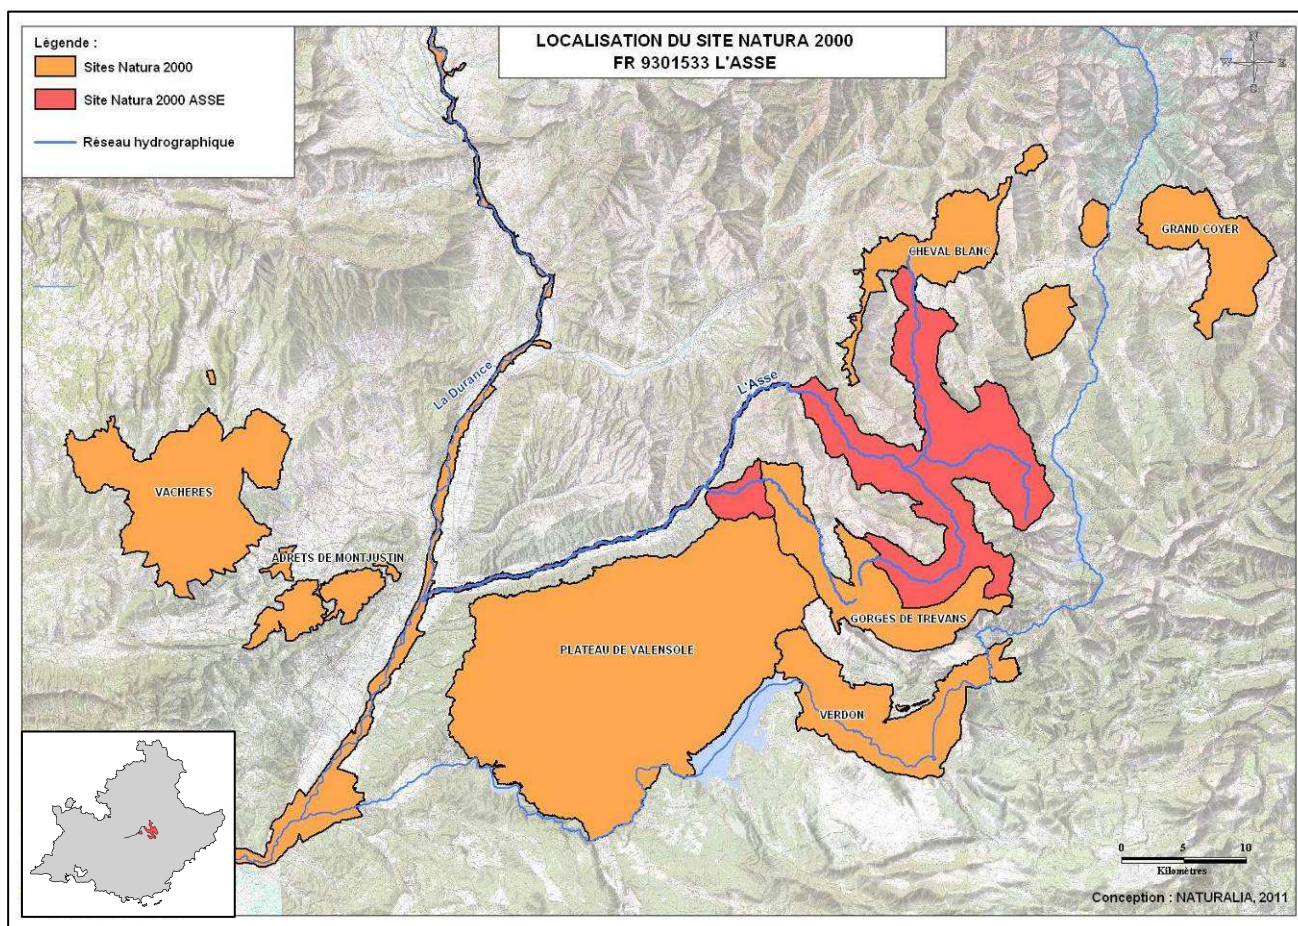 LOCALISATION DU SITE NATURA 2000
FR 9301533 L'ASSE
Légende :
Sites Natura 2000
Site Natura 2000 ASSE
Réseau hydrographique
N
W
E
S
GRAND COYER
CHEVAL BLANC
La Durance
L'Asse
VACHERES
ADRETS DE MONTJUSTIN
GORGES DE TREVANS
PLATEAU DE VALENSOLE
VERDON
0 5 10
Kilomètres
Conception : NATURALIA, 2011